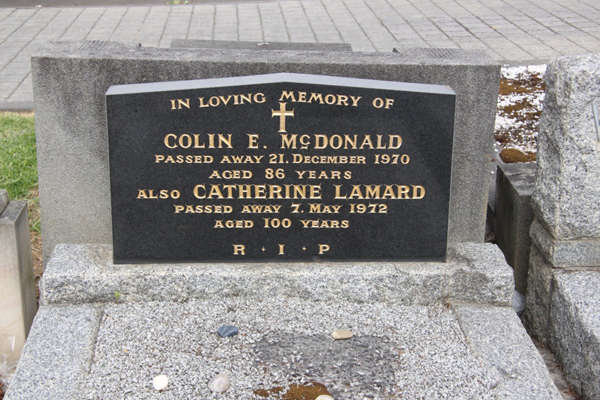 IN LOVING MEMORY OF
COLIN E. McDONALD
PASSED AWAY 21. DECEMBER 1970
AGED 86 YEARS
ALSO CATHERINE LAMARD
PASSED AWAY 7. MAY 1972
AGED 100 YEARS
R · I · P